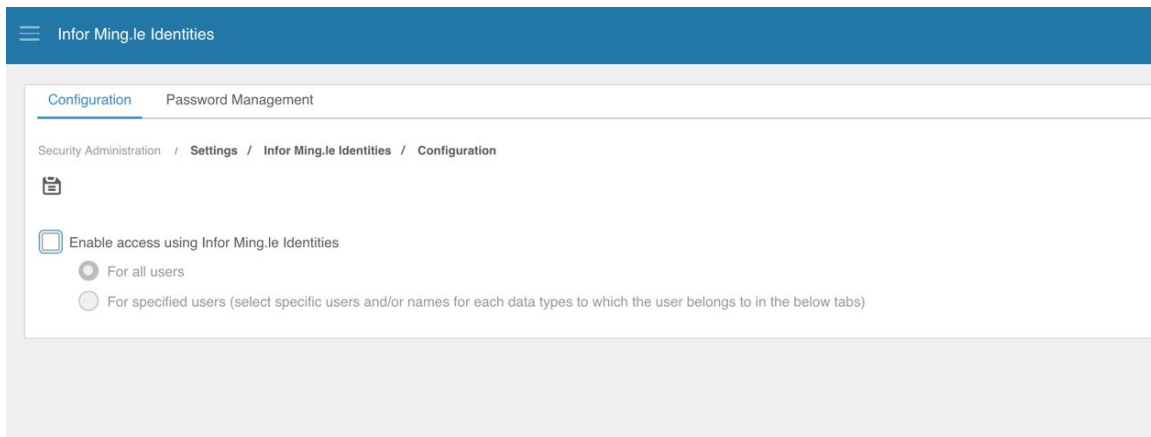 Infor Ming.le Identities
Configuration Password Management
Security Administration / Settings / Infor Ming.le Identities / Configuration
Enable access using Infor Ming.le Identities
For all users
For specified users (select specific users and/or names for each data types to which the user belongs to in the below tabs)